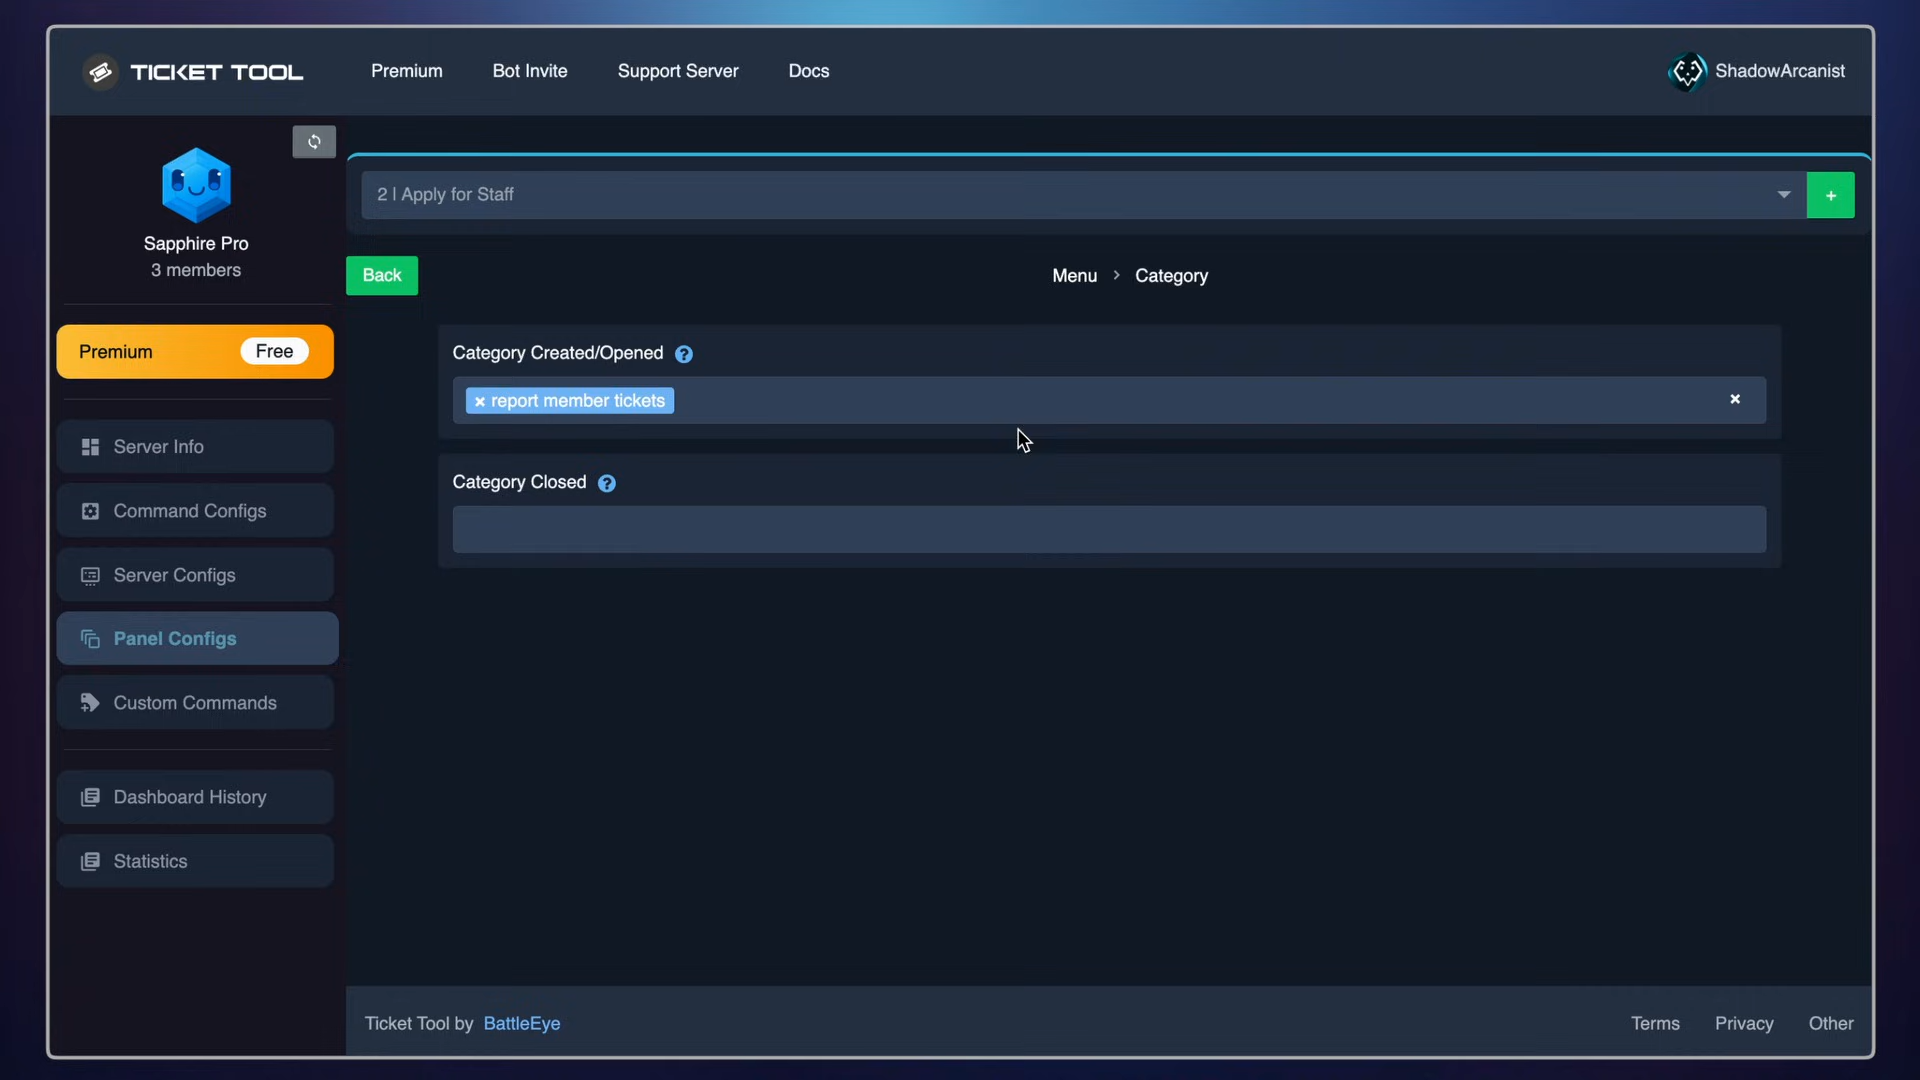 TICKET TOOL
Premium
Bot Invite
Support Server
Docs
ShadowArcanist
Sapphire Pro
3 members
2 | Apply for Staff
+
Back
Menu > Category
Premium
Free
Category Created/Opened ?
× report member tickets
×
Category Closed ?
Server Info
Command Configs
Server Configs
Panel Configs
Custom Commands
Dashboard History
Statistics
Ticket Tool by BattleEye
Terms
Privacy
Other